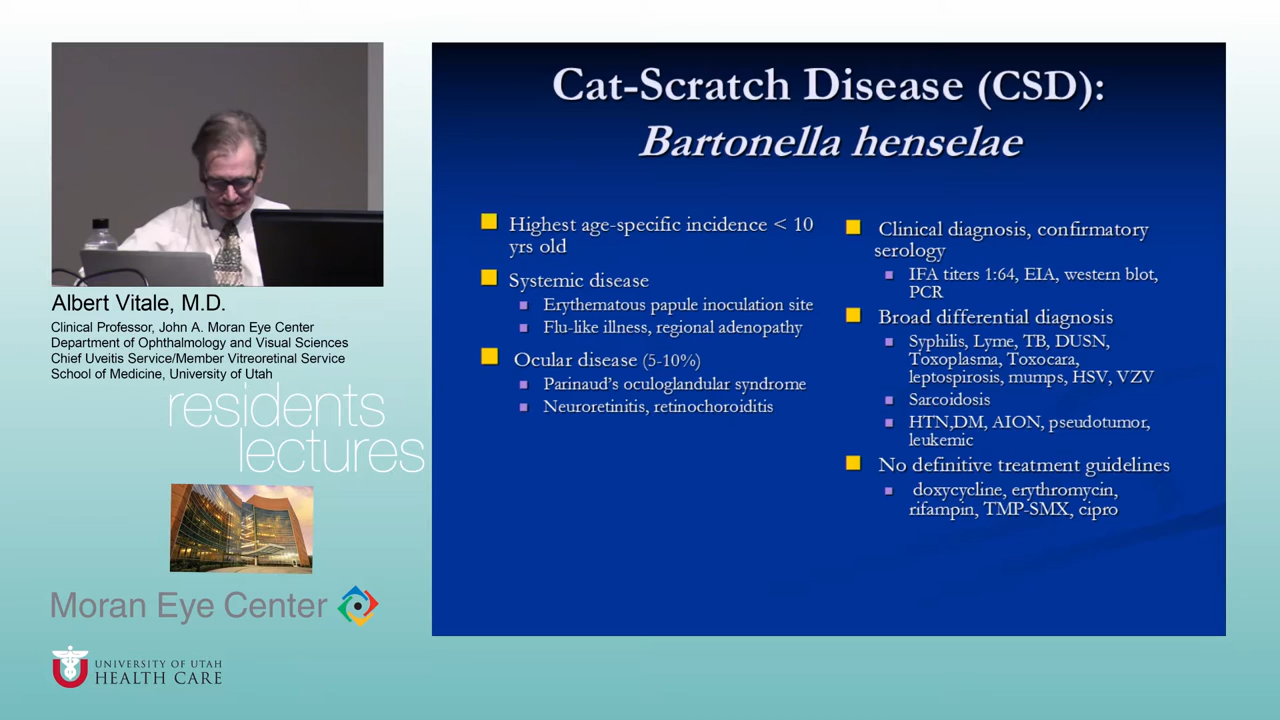 Albert Vitale, M.D.
Clinical Professor, John A. Moran Eye Center
Department of Ophthalmology and Visual Sciences
Chief Uveitis Service/Member Vitreoretinal Service
School of Medicine, University of Utah
residents
lectures
Moran Eye Center
UNIVERSITY OF UTAH
HEALTH CARE
Cat-Scratch Disease (CSD):
Bartonella henselae
Highest age-specific incidence < 10
yrs old
Systemic disease
Erythematous papule inoculation site
Flu-like illness, regional adenopathy
Ocular disease (5-10%)
Parinaud's oculoglandular syndrome
Neuroretinitis, retinochoroiditis
Clinical diagnosis, confirmatory
serology
IFA titers 1:64, EIA, western blot,
PCR
Broad differential diagnosis
Syphilis, Lyme, TB, DUSN,
Toxoplasma, Toxocara,
leptospirosis, mumps, HSV, VZV
Sarcoidosis
HTN,DM, AION, pseudotumor,
leukemic
No definitive treatment guidelines
doxycycline, erythromycin,
rifampin, TMP-SMX, cipro